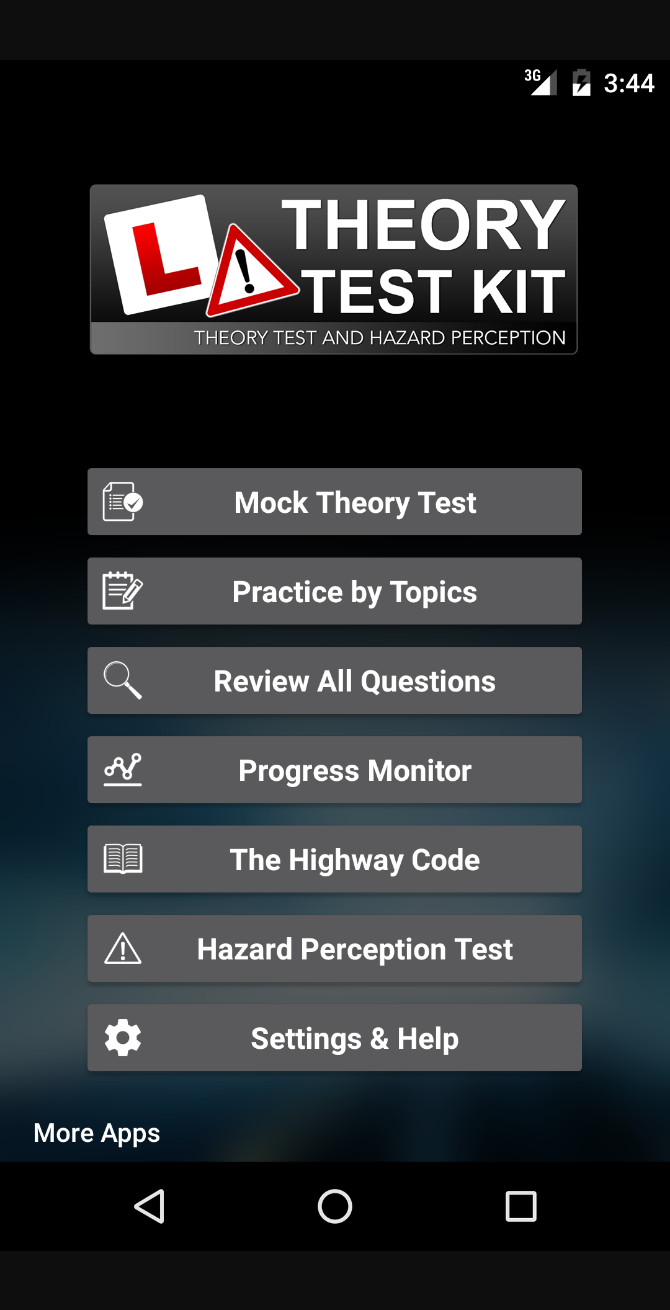 3G 3:44
L THEORY
TEST KIT
THEORY TEST AND HAZARD PERCEPTION
Mock Theory Test
Practice by Topics
Review All Questions
Progress Monitor
The Highway Code
Hazard Perception Test
Settings & Help
More Apps